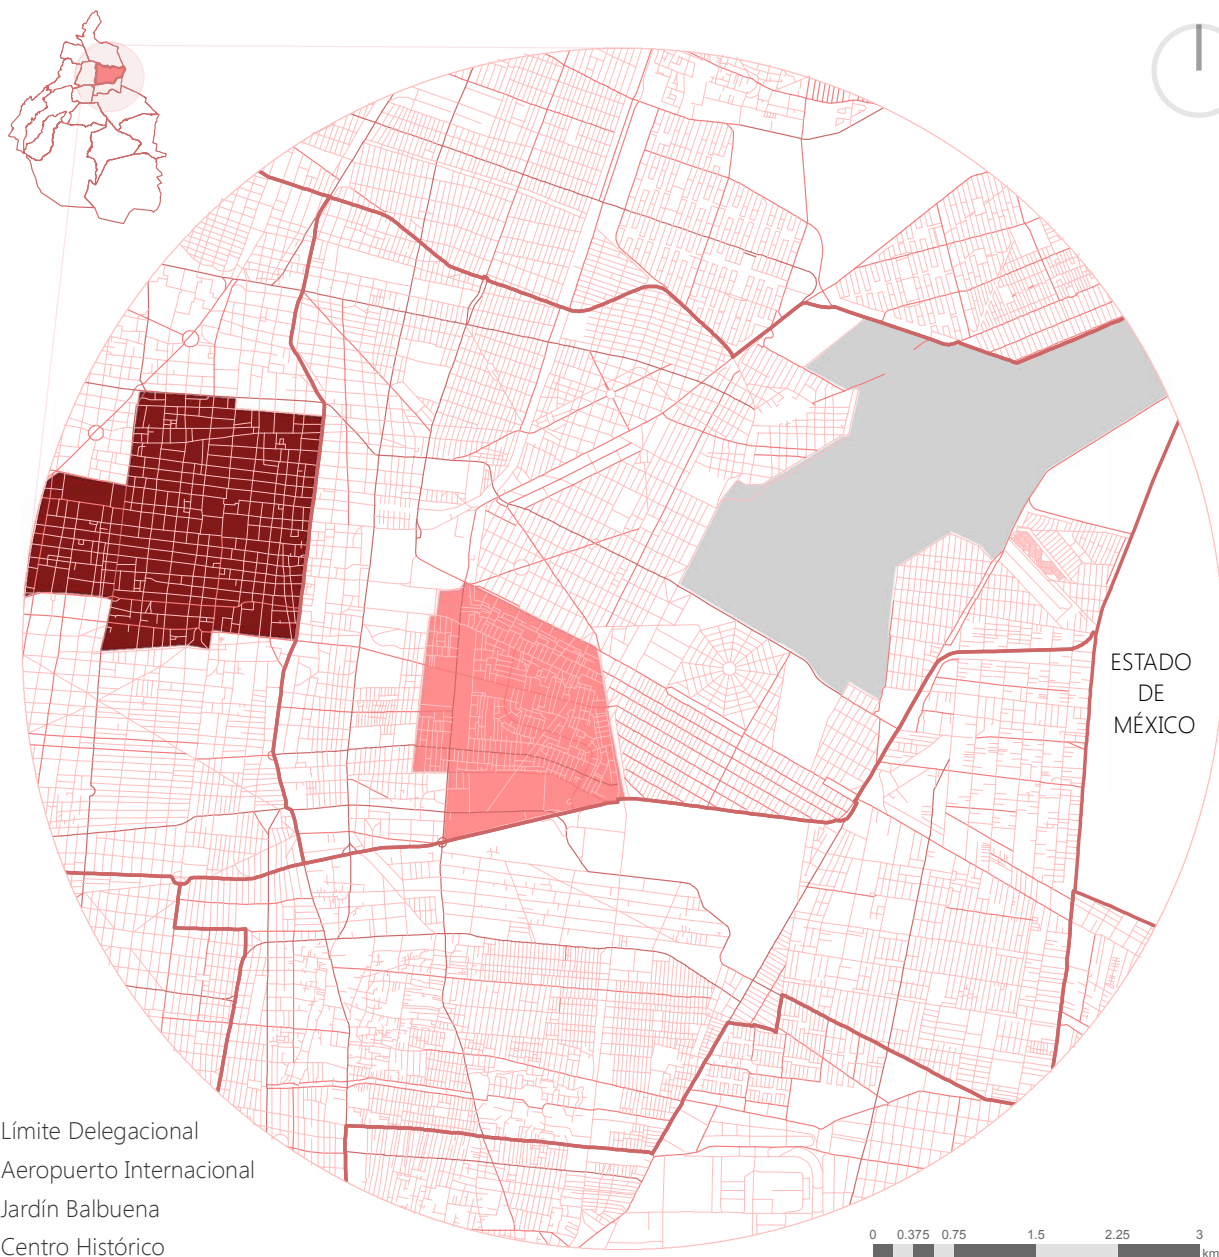 ESTADO
DE
MÉXICO
Límite Delegacional
Aeropuerto Internacional
Jardín Balbuena
Centro Histórico
0 0.375 0.75 1.5 2.25 3
km